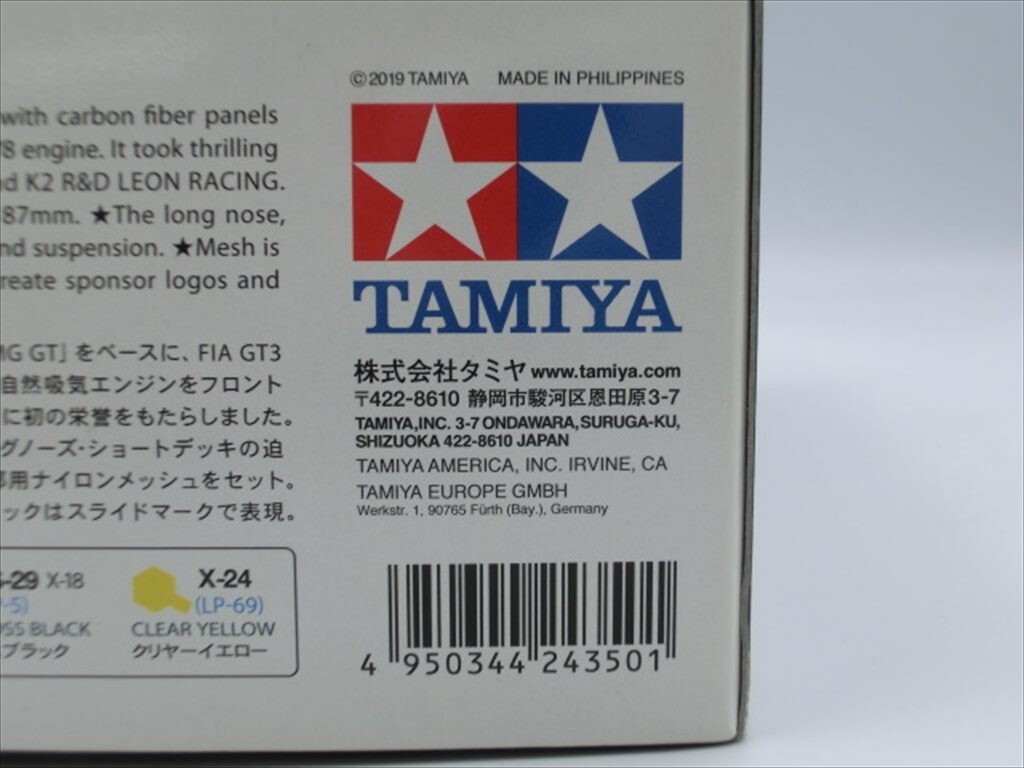 ©2019 TAMIYA MADE IN PHILIPPINES
TAMIYA
株式会社タミヤ www.tamiya.com
〒422-8610 静岡市駿河区恩田原3-7
TAMIYA,INC. 3-7 ONDAWARA, SURUGA-KU,
SHIZUOKA 422-8610 JAPAN
TAMIYA AMERICA, INC. IRVINE, CA
TAMIYA EUROPE GMBH
Werkstr. 1, 90765 Fürth (Bay.), Germany
4 950344 243501
with carbon fiber panels
engine. It took thrilling
K2 R&D LEON RACING.
87mm. ★The long nose,
nd suspension. ★Mesh is
reate sponsor logos and
GT」をベースに、FIA GT3
自然吸気エンジンをフロント
に初の栄誉をもたらしました。
グノーズ・ショートデッキの迫
用ナイロンメッシュをセット。
ックはスライドマークで表現。
-29 X-18
-5)
BLACK
ブラック
X-24
(LP-69)
CLEAR YELLOW
クリヤーイエロー